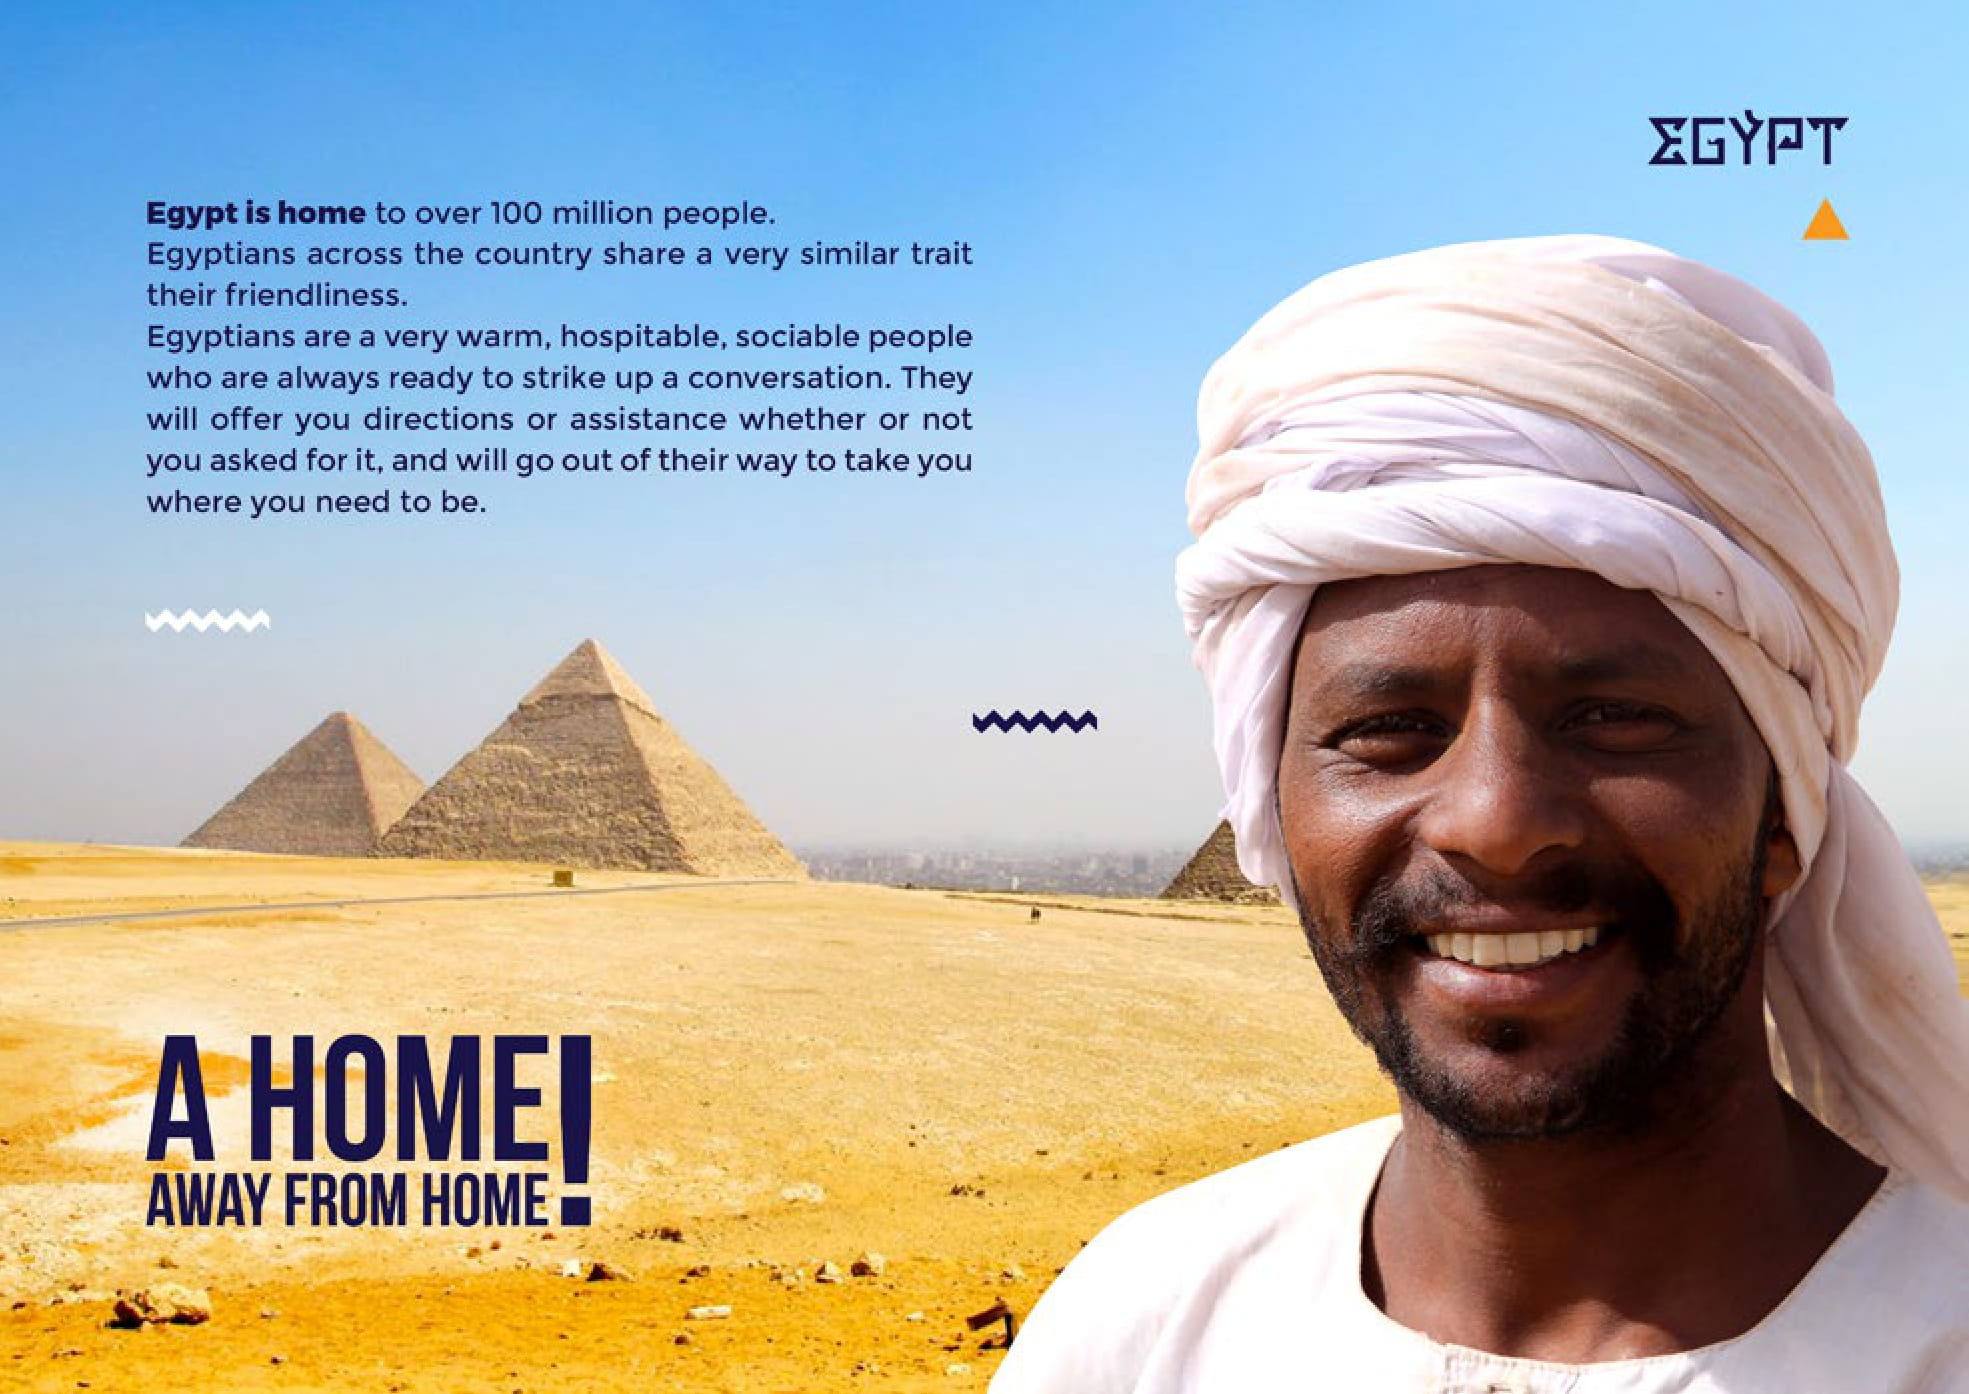 EGYPT
Egypt is home to over 100 million people.
Egyptians across the country share a very similar trait
their friendliness.
Egyptians are a very warm, hospitable, sociable people
who are always ready to strike up a conversation. They
will offer you directions or assistance whether or not
you asked for it, and will go out of their way to take you
where you need to be.
A HOME!
AWAY FROM HOME